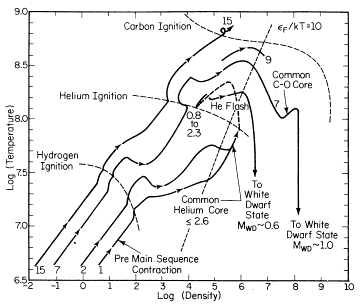 9.0
8.5
8.0
7.5
7.0
6.5
Log (Temperature)
Carbon Ignition
15
ϵF/kT=10
9
Helium Ignition
Common
C-O Core
7
He Flash
0.8
to
2.3
Hydrogen
Ignition
Common
Helium Core
≤ 2.6
To
White
Dwarf
State
MWD~0.6
To White
Dwarf
State
MWD~1.0
Pre Main Sequence
Contraction
15 7 2 1
-2 -1 0 1 2 3 4 5 6 7 8 9 10
Log (Density)